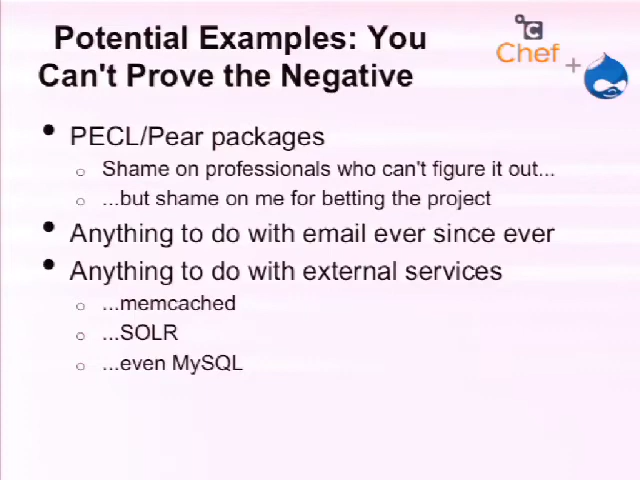 Potential Examples: You
Can't Prove the Negative
Chef
+
• PECL/Pear packages
o Shame on professionals who can't figure it out...
o ...but shame on me for betting the project
• Anything to do with email ever since ever
• Anything to do with external services
o ...memcached
o ...SOLR
o ...even MySQL